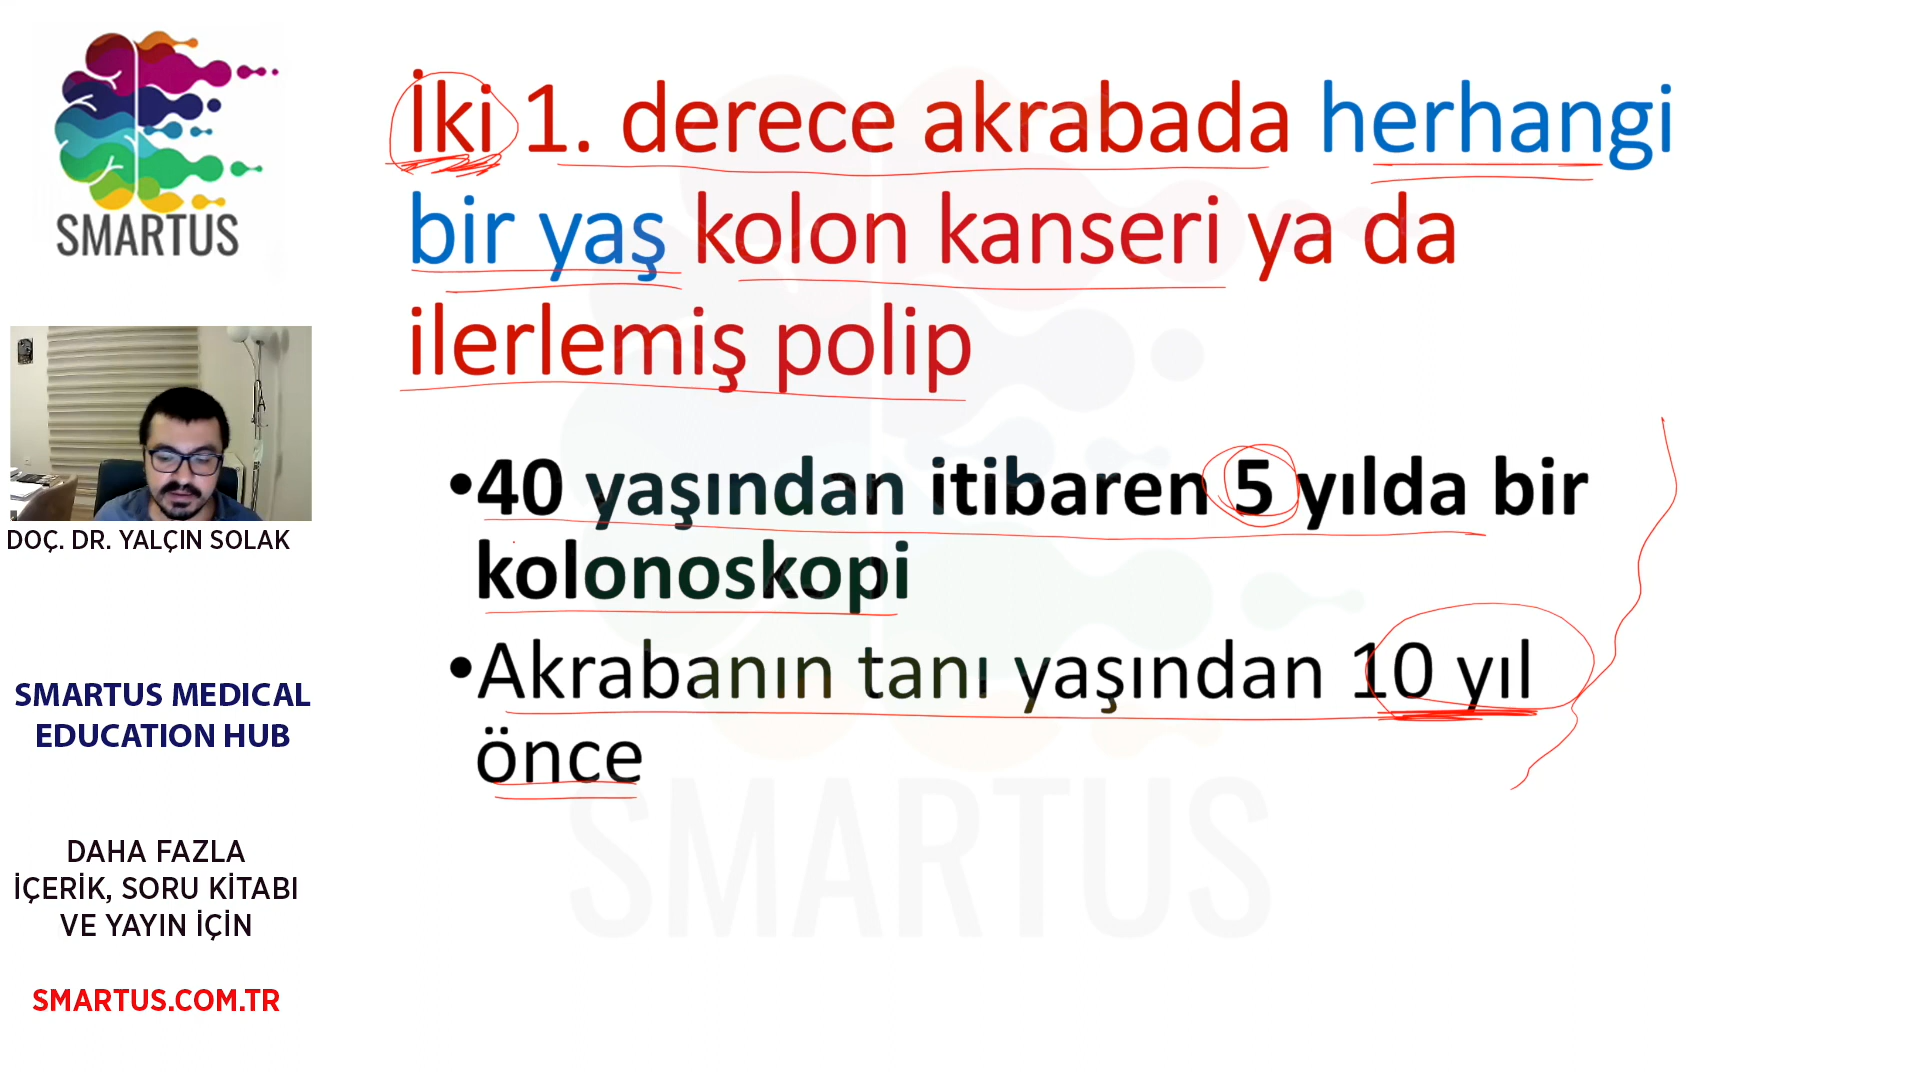 SMARTUS
İki 1. derece akrabada herhangi
bir yaş kolon kanseri ya da
ilerlemiş polip
•40 yaşından itibaren 5 yılda bir
kolonoskopi
•Akrabanın tanı yaşından 10 yıl
önce
SMARTUS
DOÇ. DR. YALÇIN SOLAK
SMARTUS MEDICAL
EDUCATION HUB
DAHA FAZLA
İÇERİK, SORU KİTABI
VE YAYIN İÇİN
SMARTUS.COM.TR